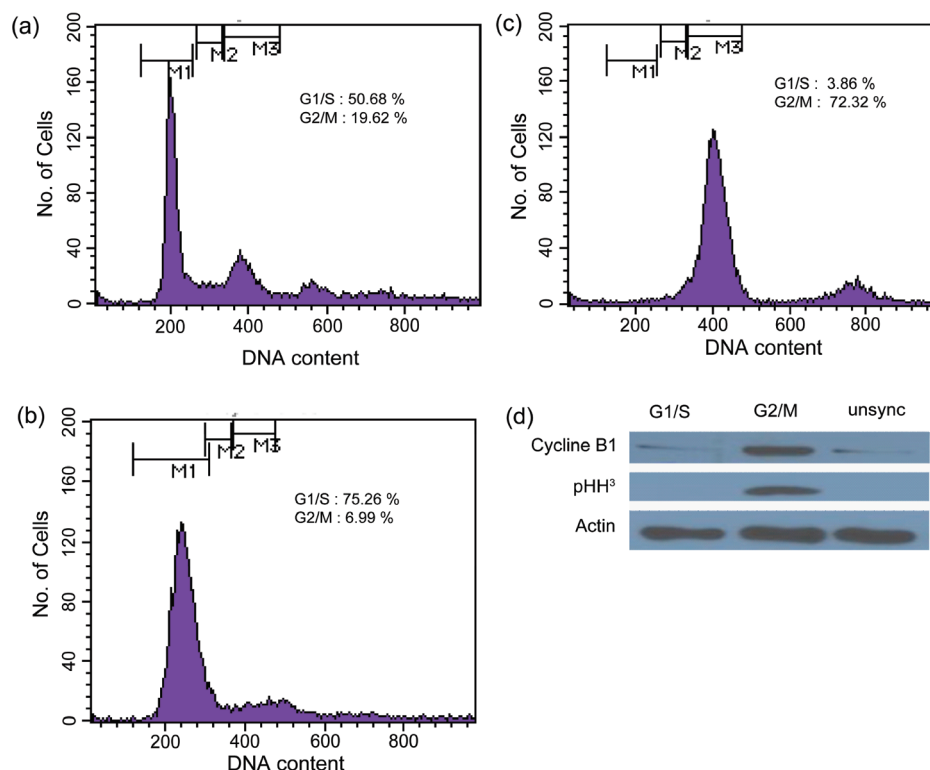 (a)
200
160
120
80
40
0
No. of Cells
M1
M2
M3
G1/S : 50.68 %
G2/M : 19.62 %
200 400 600 800
DNA content
(c)
200
160
120
80
40
0
No. of Cells
M1
M2
M3
G1/S : 3.86 %
G2/M : 72.32 %
200 400 600 800
DNA content
(b)
200
160
120
80
40
0
No. of Cells
M1
M2
M3
G1/S : 75.26 %
G2/M : 6.99 %
200 400 600 800
DNA content
(d)
G1/S G2/M unsync
Cycline B1
pHH³
Actin